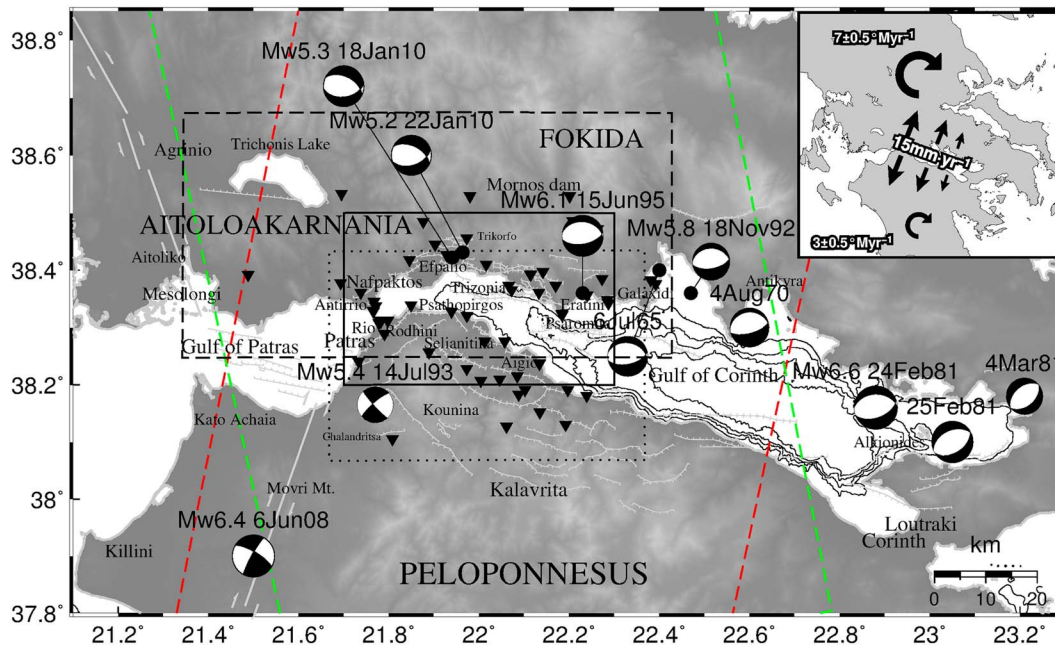 38.8˚
38.6˚
38.4˚
38.2˚
38˚
37.8˚
21.2˚
21.4˚
21.6˚
21.8˚
22˚
22.2˚
22.4˚
22.6˚
22.8˚
23˚
23.2˚
Mw5.3 18Jan10
Mw5.2 22Jan10
FOKIDA
Agrinio
Trichonis Lake
Mornos dam
Mw6.1 15Jun95
AITOLOAKARNANIA
Mw5.8 18Nov92
Trikorfo
Efpalio
Aitoliko
Nafpaktos
Trizonia
Eratini
Galaxidi
Antikyra
4Aug70
Mesolongi
Antirrio
Psathopirgos
Psaromita
6Jul65
Rio
Rodhini
Patras
Selianitika
Gulf of Patras
Aigio
Gulf of Corinth
Mw5.4 14Jul93
Mw6.6 24Feb81
4Mar81
25Feb81
Kato Achaia
Kounina
Alkionides
Ghalandritsa
Kalavrita
Movri Mt.
Mw6.4 6Jun08
Loutraki
Corinth
Killini
PELOPONNESUS
km
0 10 20
7±0.5°Myr⁻¹
15mm yr⁻¹
3±0.5°Myr⁻¹